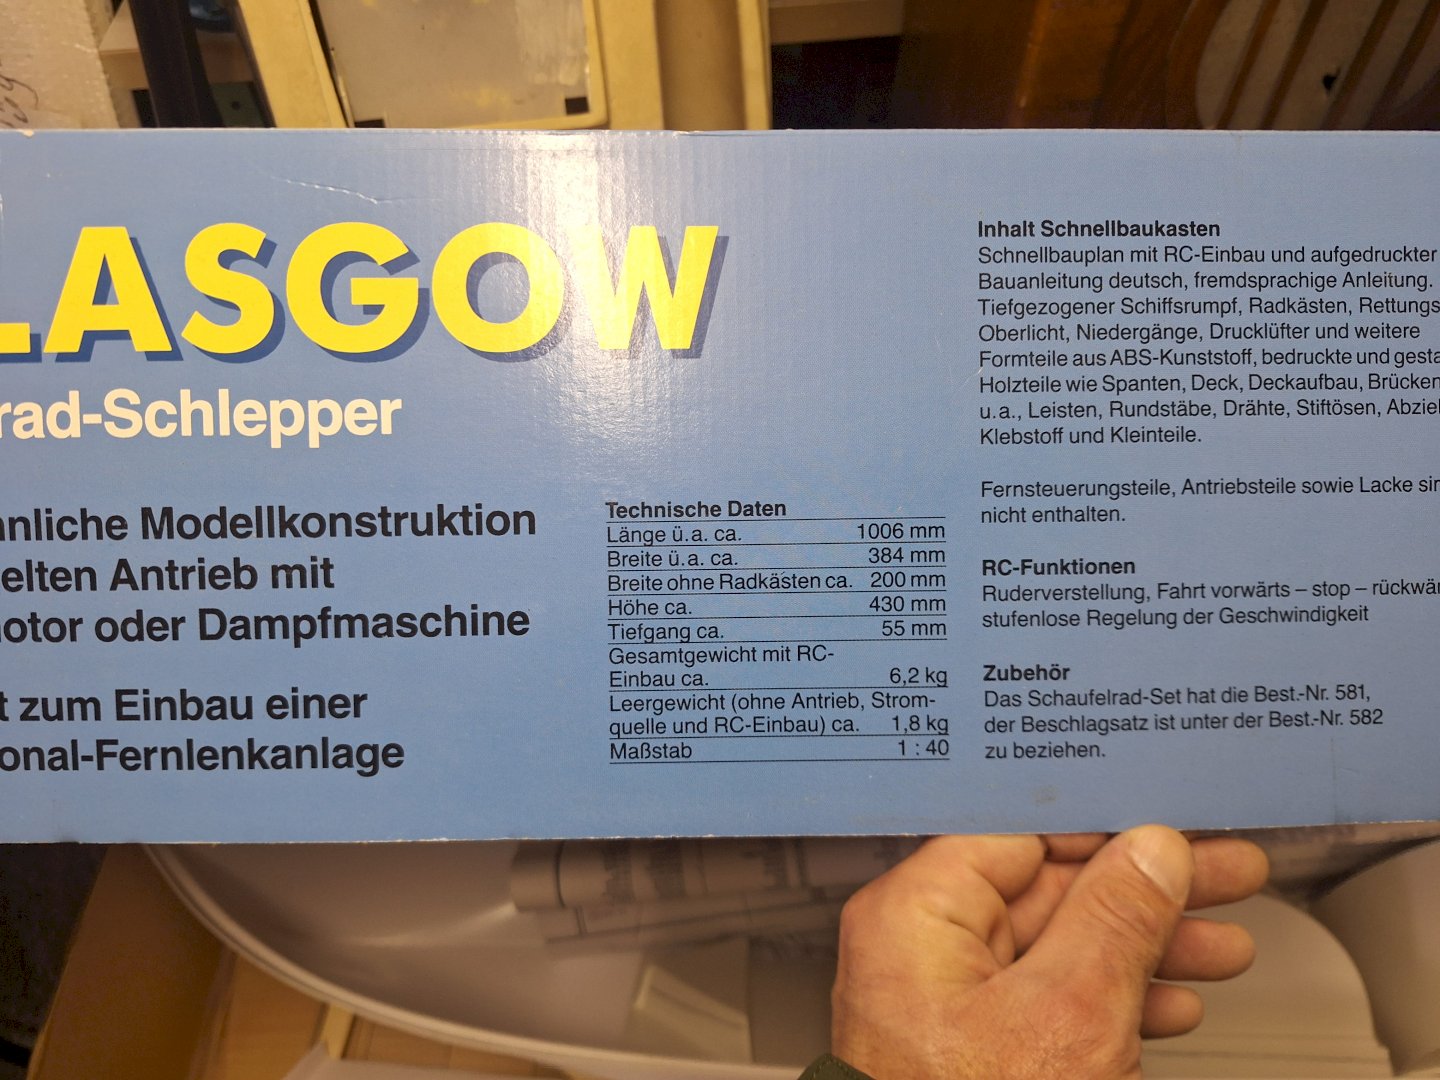 LASGOW
rad-Schlepper
nnliche Modellkonstruktion
elten Antrieb mit
otor oder Dampfmaschine
t zum Einbau einer
onal-Fernlenkanlage
Technische Daten
Länge ü.a. ca. 1006 mm
Breite ü.a. ca. 384 mm
Breite ohne Radkästen ca. 200 mm
Höhe ca. 430 mm
Tiefgang ca. 55 mm
Gesamtgewicht mit RC-
Einbau ca. 6,2 kg
Leergewicht (ohne Antrieb, Strom-
quelle und RC-Einbau) ca. 1,8 kg
Maßstab 1 : 40
Inhalt Schnellbaukasten
Schnellbauplan mit RC-Einbau und aufgedruckter
Bauanleitung deutsch, fremdsprachige Anleitung.
Tiefgezogener Schiffsrumpf, Radkästen, Rettungs
Oberlicht, Niedergänge, Drucklüfter und weitere
Formteile aus ABS-Kunststoff, bedruckte und gesta
Holzteile wie Spanten, Deck, Deckaufbau, Brücken
u.a., Leisten, Rundstäbe, Drähte, Stiftösen, Abziel
Klebstoff und Kleinteile.
Fernsteuerungsteile, Antriebsteile sowie Lacke sin
nicht enthalten.
RC-Funktionen
Ruderverstellung, Fahrt vorwärts – stop – rückwär
stufenlose Regelung der Geschwindigkeit
Zubehör
Das Schaufelrad-Set hat die Best.-Nr. 581,
der Beschlagsatz ist unter der Best.-Nr. 582
zu beziehen.